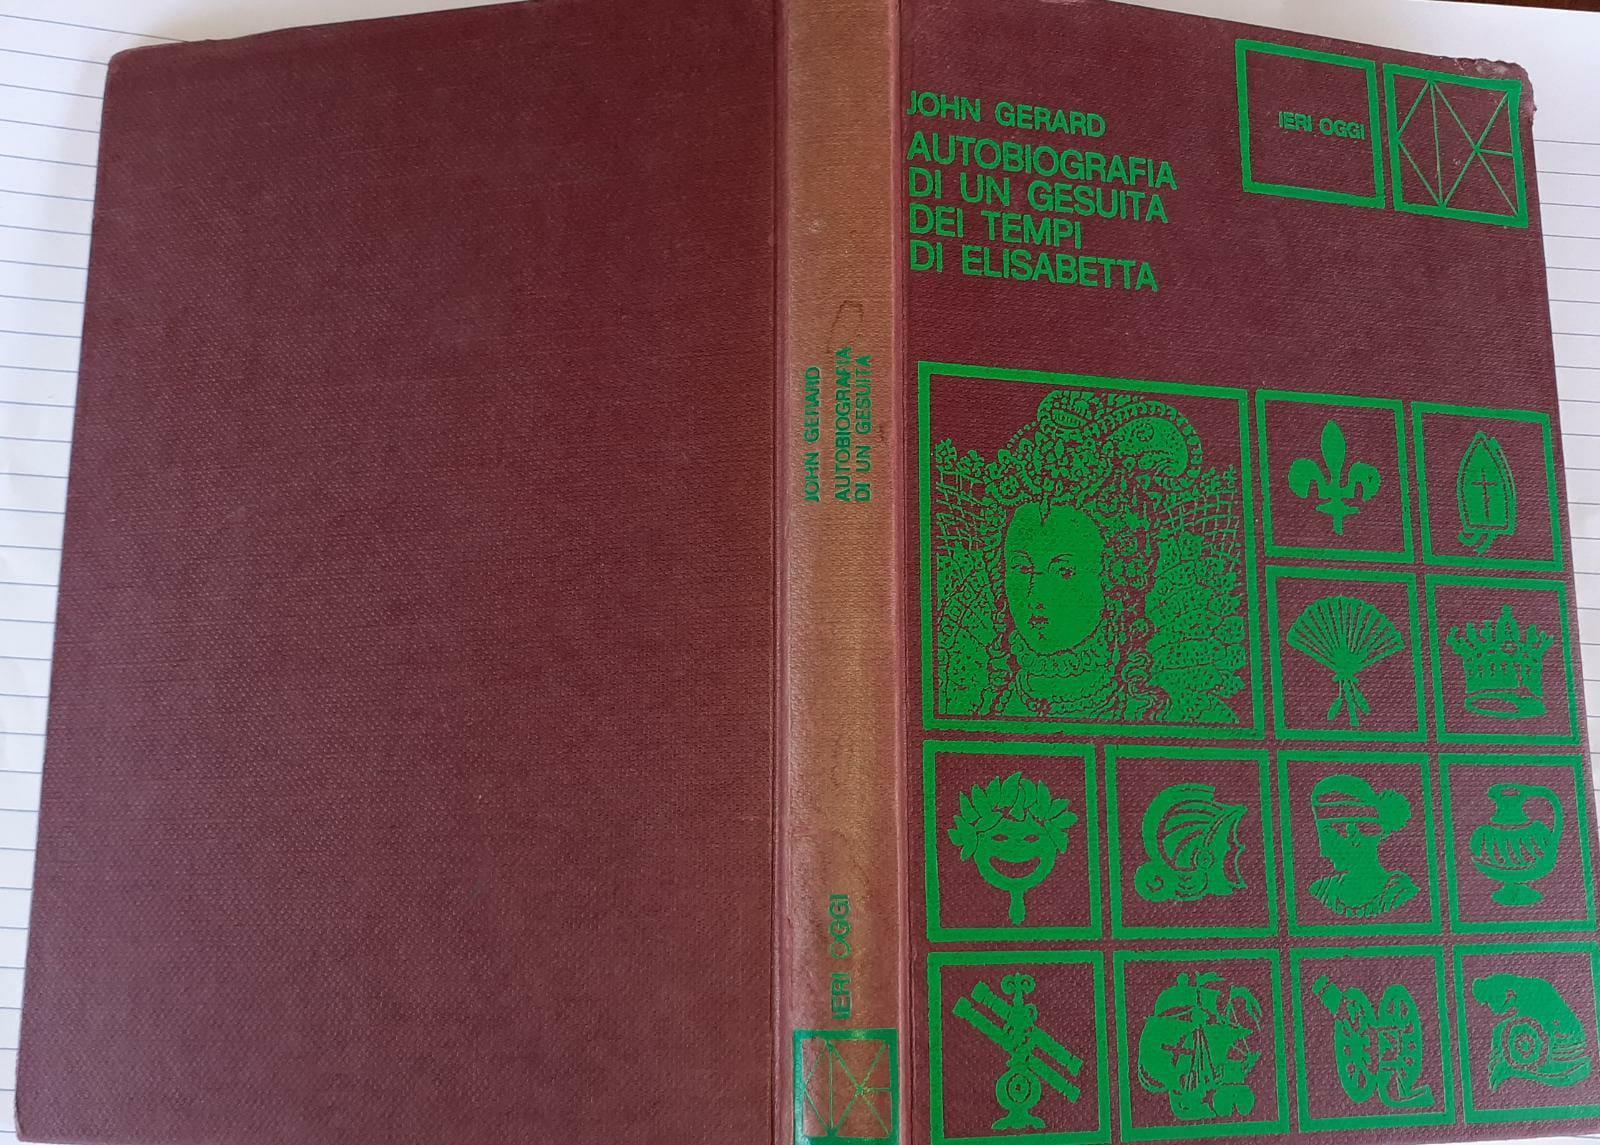 JOHN GERARD
AUTOBIOGRAFIA
DI UN GESUITA
DEI TEMPI
DI ELISABETTA
IERI OGGI
JOHN GERARD
AUTOBIOGRAFIA
DI UN GESUITA
IERI OGGI